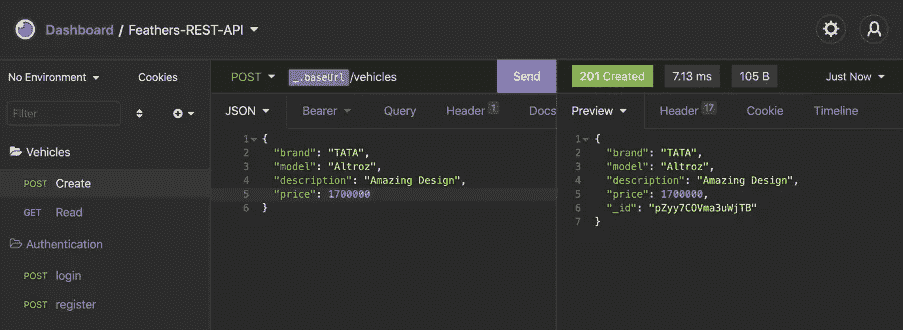 Dashboard / Feathers-REST-API
No Environment
Cookies
Filter
Vehicles
POST Create
GET Read
Authentication
POST login
POST register
POST _.baseUrl /vehicles Send
JSON Bearer Query Header 1 Docs
1 {
2 "brand": "TATA",
3 "model": "Altroz",
4 "description": "Amazing Design",
5 "price": 1700000
6 }
201 Created 7.13 ms 105 B Just Now
Preview Header 17 Cookie Timeline
1 {
2 "brand": "TATA",
3 "model": "Altroz",
4 "description": "Amazing Design",
5 "price": 1700000,
6 "_id": "pZyy7COVma3uWjTB"
7 }